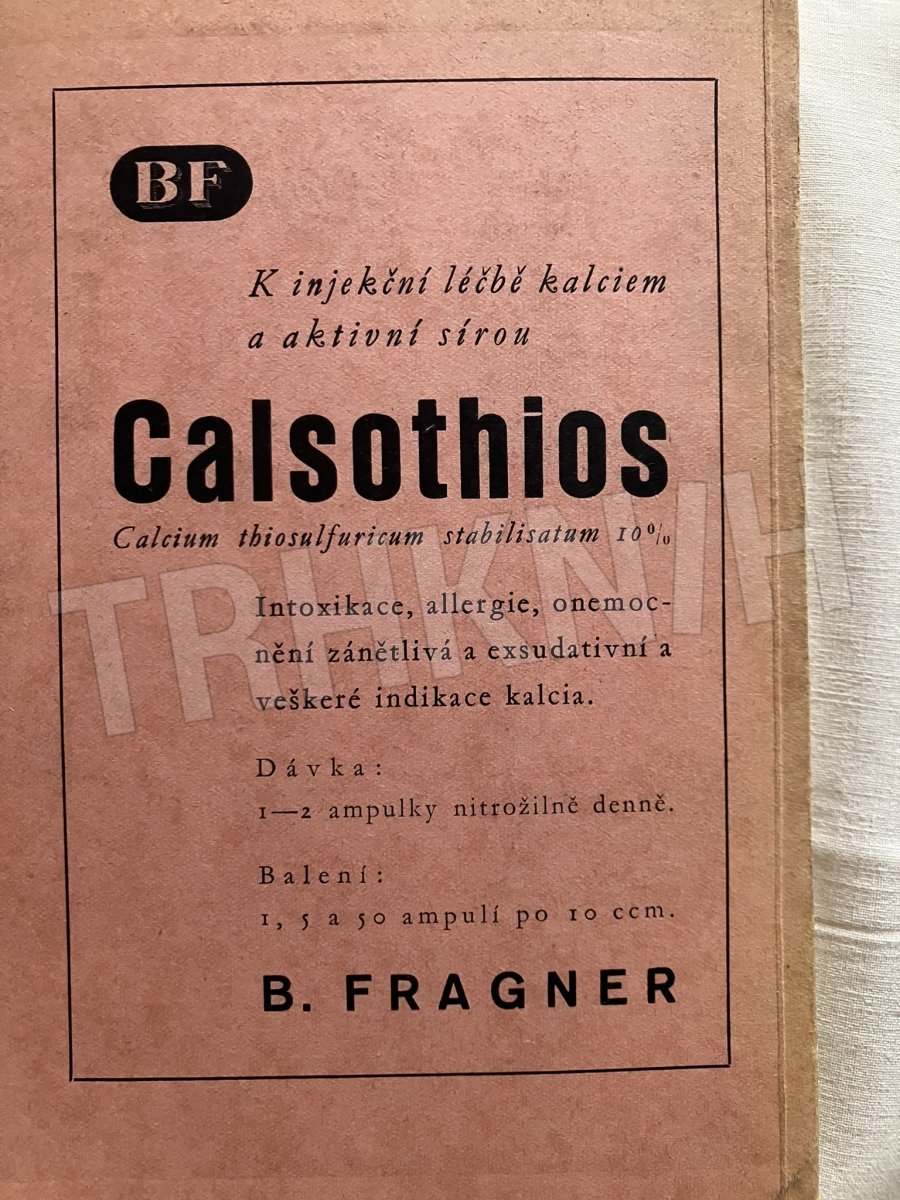 BF
K injekční léčbě kalciem
a aktivní sírou
Calsothios
Calcium thiosulfuricum stabilisatum 10%
Intoxikace, allergie, onemoc-
nění zánětlivá a exsudativní a
veškeré indikace kalcia.
Dávka:
1—2 ampulky nitrožilně denně.
Balení:
1, 5 a 50 ampulí po 10 ccm.
B. FRAGNER
TRHKNIH